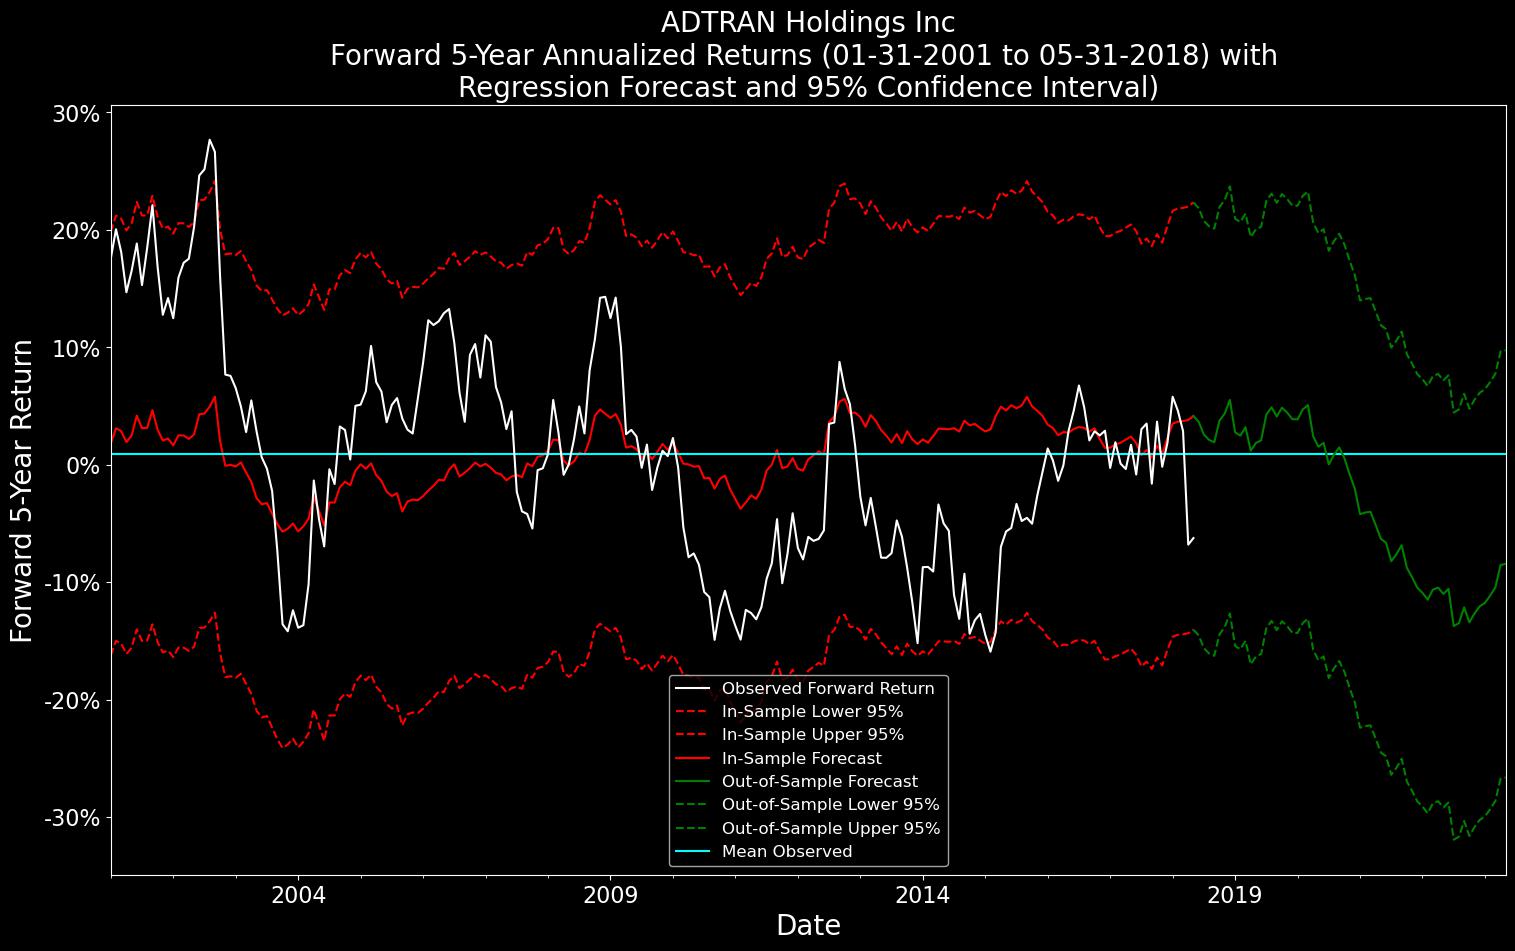 ADTRAN Holdings Inc
Forward 5-Year Annualized Returns (01-31-2001 to 05-31-2018) with
Regression Forecast and 95% Confidence Interval)
Forward 5-Year Return
30%
20%
10%
0%
-10%
-20%
-30%
Observed Forward Return
In-Sample Lower 95%
In-Sample Upper 95%
In-Sample Forecast
Out-of-Sample Forecast
Out-of-Sample Lower 95%
Out-of-Sample Upper 95%
Mean Observed
2004 2009 2014 2019
Date